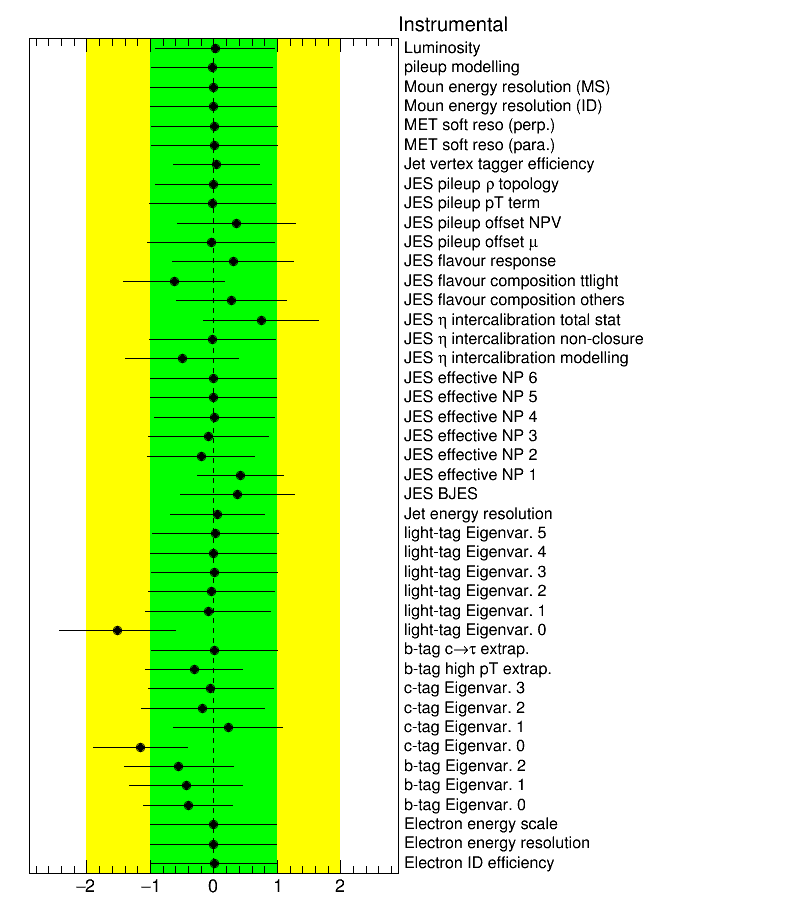 Instrumental
Luminosity
pileup modelling
Moun energy resolution (MS)
Moun energy resolution (ID)
MET soft reso (perp.)
MET soft reso (para.)
Jet vertex tagger efficiency
JES pileup ρ topology
JES pileup pT term
JES pileup offset NPV
JES pileup offset μ
JES flavour response
JES flavour composition ttlight
JES flavour composition others
JES η intercalibration total stat
JES η intercalibration non-closure
JES η intercalibration modelling
JES effective NP 6
JES effective NP 5
JES effective NP 4
JES effective NP 3
JES effective NP 2
JES effective NP 1
JES BJES
Jet energy resolution
light-tag Eigenvar. 5
light-tag Eigenvar. 4
light-tag Eigenvar. 3
light-tag Eigenvar. 2
light-tag Eigenvar. 1
light-tag Eigenvar. 0
b-tag c→τ extrap.
b-tag high pT extrap.
c-tag Eigenvar. 3
c-tag Eigenvar. 2
c-tag Eigenvar. 1
c-tag Eigenvar. 0
b-tag Eigenvar. 2
b-tag Eigenvar. 1
b-tag Eigenvar. 0
Electron energy scale
Electron energy resolution
Electron ID efficiency
−2 −1 0 1 2